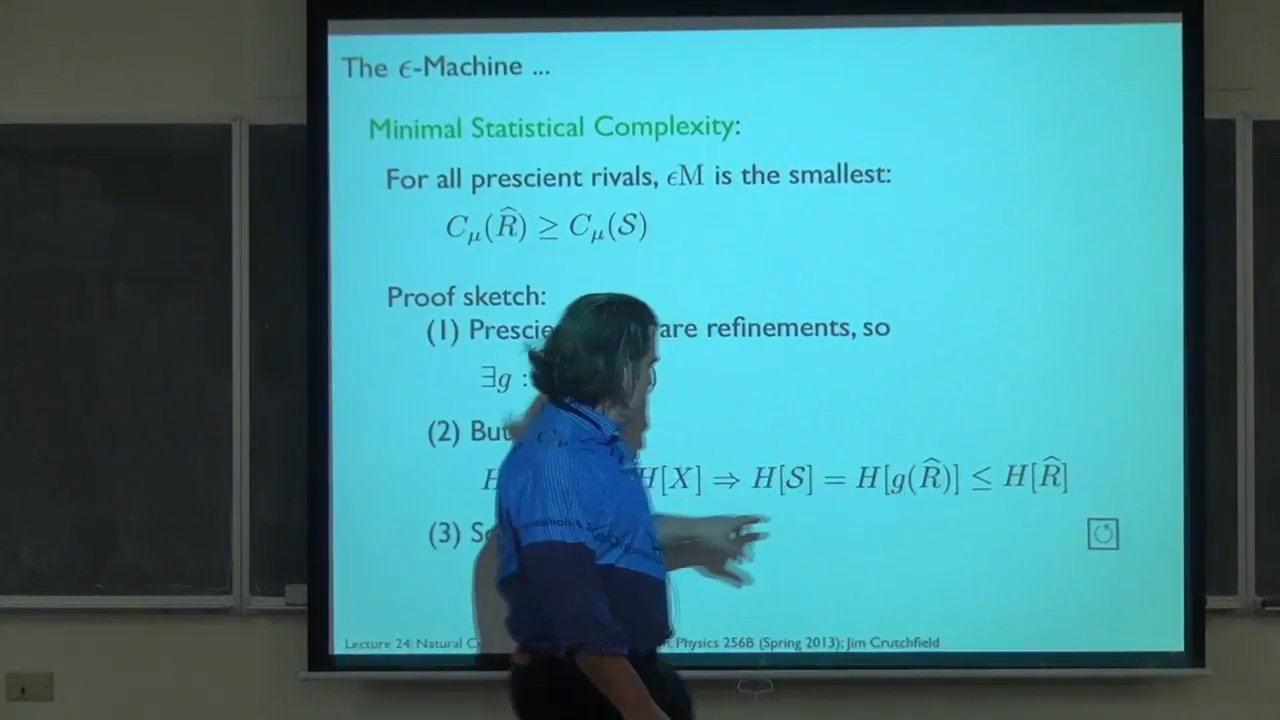 The ϵ-Machine ...
Minimal Statistical Complexity:
For all prescient rivals, ϵM is the smallest:
C_μ(R̂) ≥ C_μ(𝒮)
Proof sketch:
(1) are refinements, so
∃g :
(2) But
H[X] ⇒ H[𝒮] = H[g(R̂)] ≤ H[R̂]
(3)
Lecture 24: Natural Physics 256B (Spring 2013); Jim Crutchfield